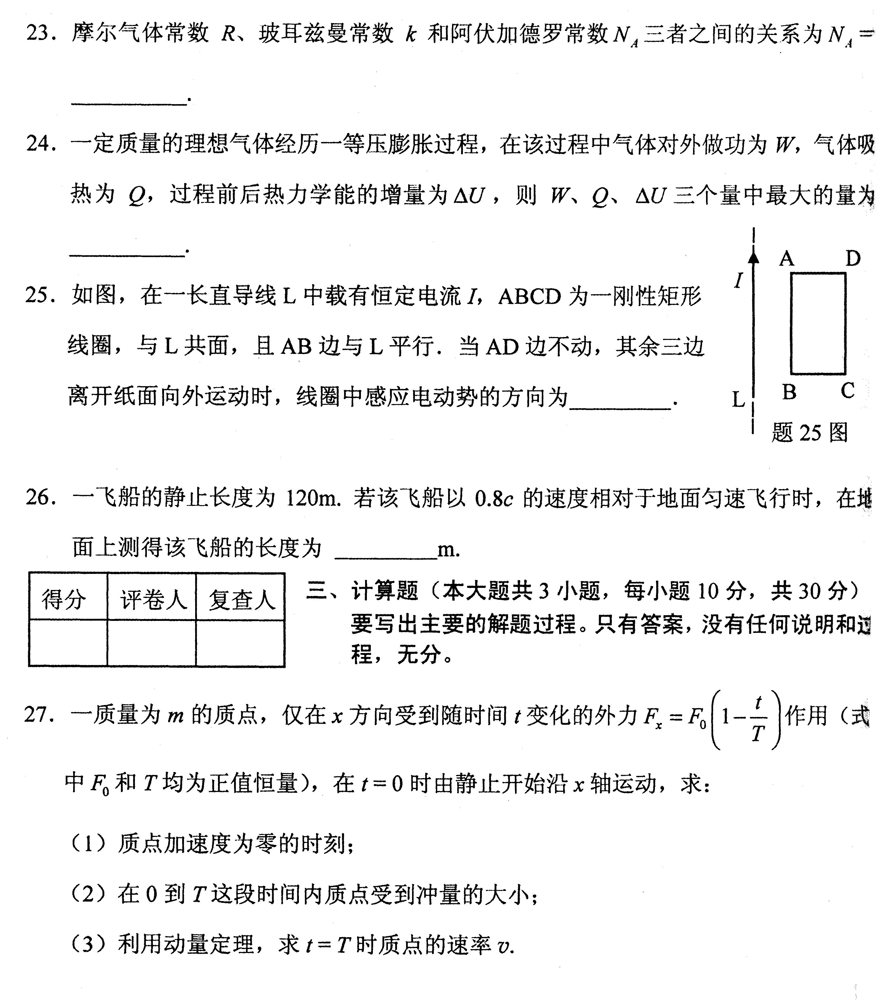 23. 摩尔气体常数 R、玻耳兹曼常数 k 和阿伏加德罗常数 N_A 三者之间的关系为 N_A =
__________.
24. 一定质量的理想气体经历一等压膨胀过程，在该过程中气体对外做功为 W，气体吸
热为 Q，过程前后热力学能的增量为 ΔU，则 W、Q、ΔU 三个量中最大的量为
__________.
25. 如图，在一长直导线 L 中载有恒定电流 I，ABCD 为一刚性矩形
线圈，与 L 共面，且 AB 边与 L 平行．当 AD 边不动，其余三边
离开纸面向外运动时，线圈中感应电动势的方向为_________.
A D
I
B C
L
题 25 图
26. 一飞船的静止长度为 120m. 若该飞船以 0.8c 的速度相对于地面匀速飞行时，在地
面上测得该飞船的长度为 _________m.
得分 评卷人 复查人
三、计算题（本大题共 3 小题，每小题 10 分，共 30 分）
要写出主要的解题过程。只有答案，没有任何说明和过
程，无分。
27. 一质量为 m 的质点，仅在 x 方向受到随时间 t 变化的外力 F_x = F_0(1 - t/T) 作用（式
中 F_0 和 T 均为正值恒量），在 t = 0 时由静止开始沿 x 轴运动，求：
（1）质点加速度为零的时刻；
（2）在 0 到 T 这段时间内质点受到冲量的大小；
（3）利用动量定理，求 t = T 时质点的速率 v.